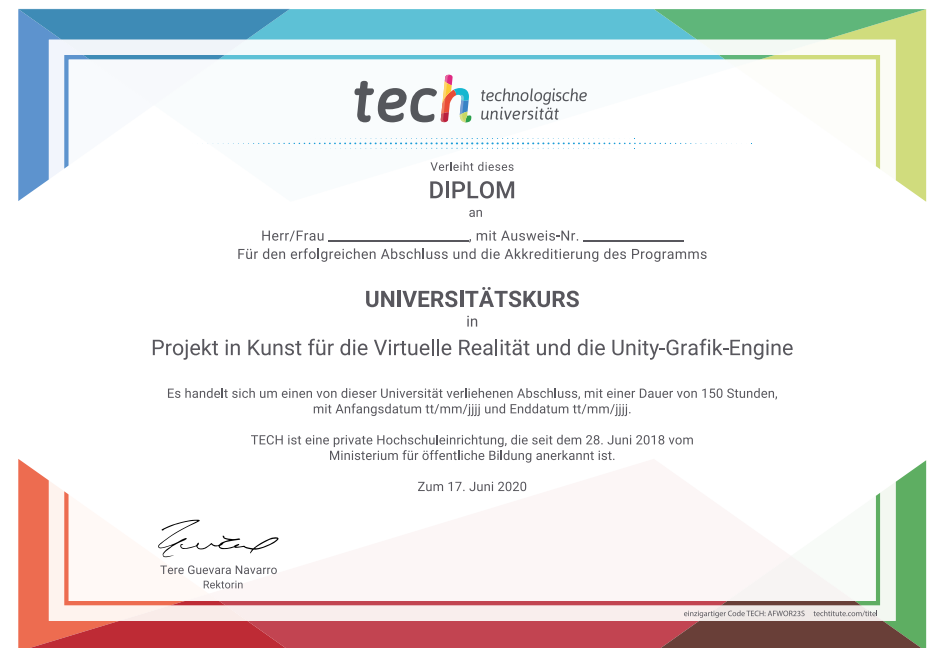 tech technologische
universität
Verleiht dieses
DIPLOM
an
Herr/Frau , mit Ausweis-Nr.
Für den erfolgreichen Abschluss und die Akkreditierung des Programms
UNIVERSITÄTSKURS
in
Projekt in Kunst für die Virtuelle Realität und die Unity-Grafik-Engine
Es handelt sich um einen von dieser Universität verliehenen Abschluss, mit einer Dauer von 150 Stunden,
mit Anfangsdatum tt/mm/jjjj und Enddatum tt/mm/jjjj.
TECH ist eine private Hochschuleinrichtung, die seit dem 28. Juni 2018 vom
Ministerium für öffentliche Bildung anerkannt ist.
Zum 17. Juni 2020
Tere Guevara Navarro
Rektorin
einzigartiger Code TECH: AFWOR23S techtitute.com/titel